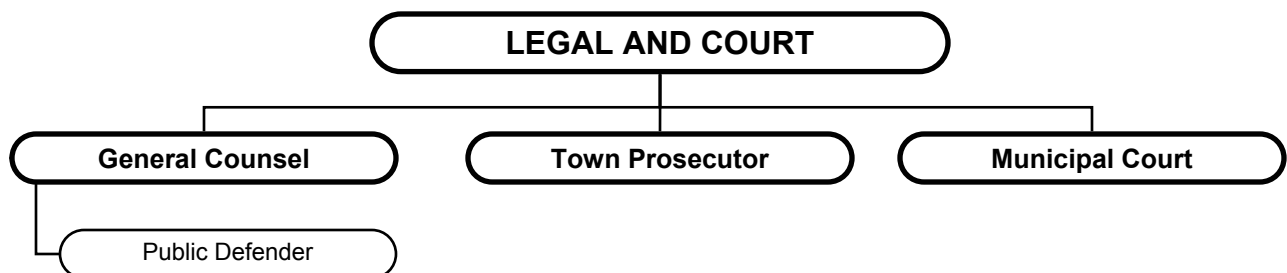 LEGAL AND COURT
General Counsel
Town Prosecutor
Municipal Court
Public Defender